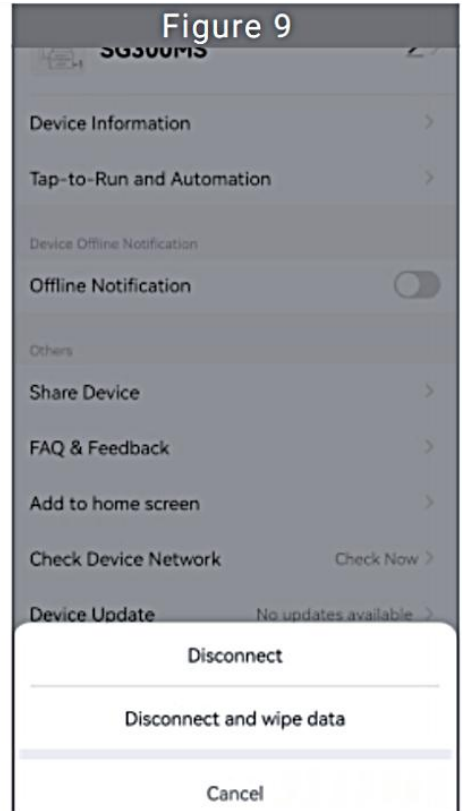 Figure 9
SG300MS
Device Information
Tap-to-Run and Automation
Device Offline Notification
Offline Notification
Others
Share Device
FAQ & Feedback
Add to home screen
Check Device Network Check Now
Device Update No updates available
Disconnect
Disconnect and wipe data
Cancel